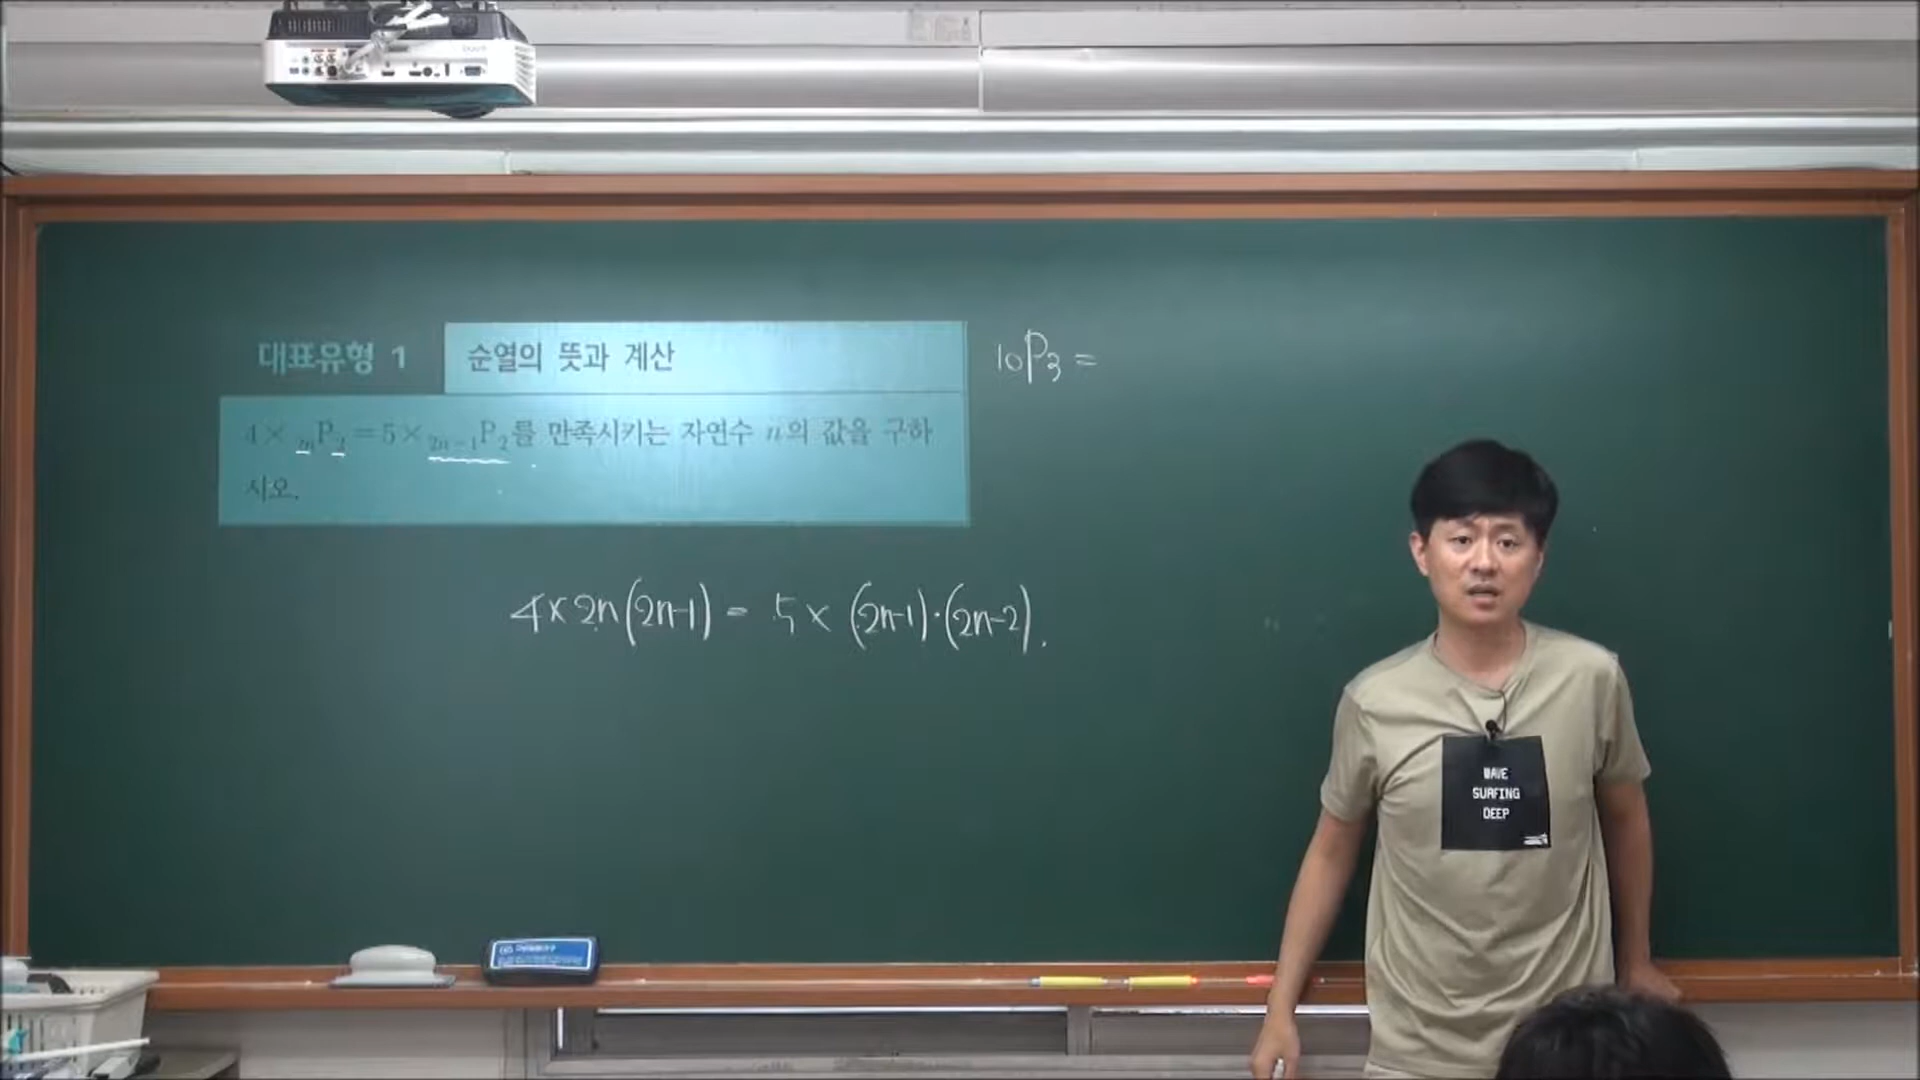 대표유형 1 순열의 뜻과 계산
₁₀P₃ =
4 × ₂ₙP₂ = 5 × ₂ₙ₋₁P₂를 만족시키는 자연수 n의 값을 구하
시오.
4×2n(2n-1) = 5×(2n-1)·(2n-2).
WAVE
SURFING
DEEP